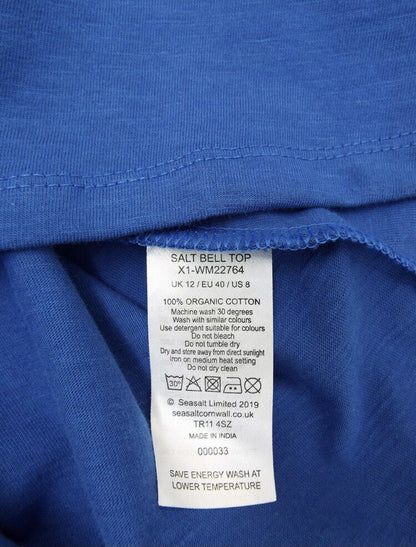 SALT BELL TOP
X1-WM22764
UK 12 / EU 40 / US 8
100% ORGANIC COTTON
Machine wash 30 degrees
Wash with similar colours
Use detergent suitable for colours
Do not bleach
Do not tumble dry
Dry and store away from direct sunlight
Iron on medium heat setting
Do not dry clean
30°
© Seasalt Limited 2019
seasaltcornwall.co.uk
TR11 4SZ
MADE IN INDIA
000033
SAVE ENERGY WASH AT
LOWER TEMPERATURE